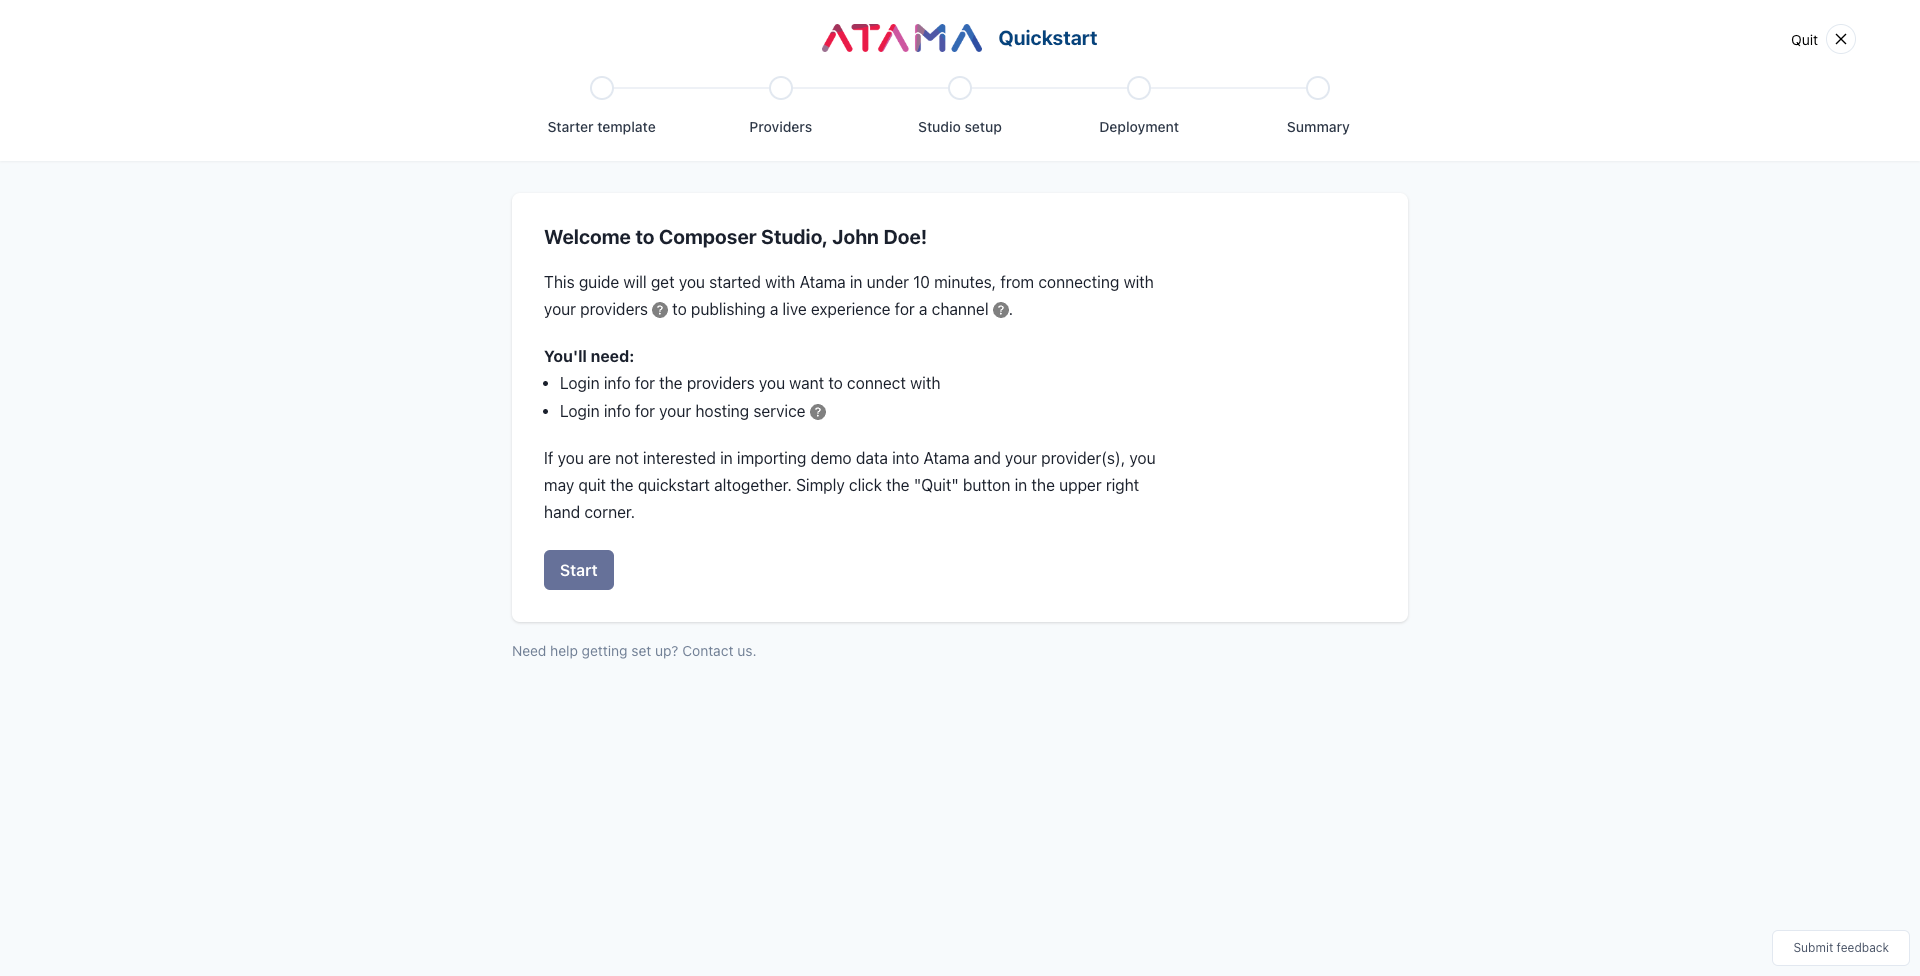 ATAMA Quickstart
Quit
Starter template
Providers
Studio setup
Deployment
Summary
Welcome to Composer Studio, John Doe!
This guide will get you started with Atama in under 10 minutes, from connecting with
your providers ? to publishing a live experience for a channel ?.
You'll need:
• Login info for the providers you want to connect with
• Login info for your hosting service ?
If you are not interested in importing demo data into Atama and your provider(s), you
may quit the quickstart altogether. Simply click the "Quit" button in the upper right
hand corner.
Start
Need help getting set up? Contact us.
Submit feedback